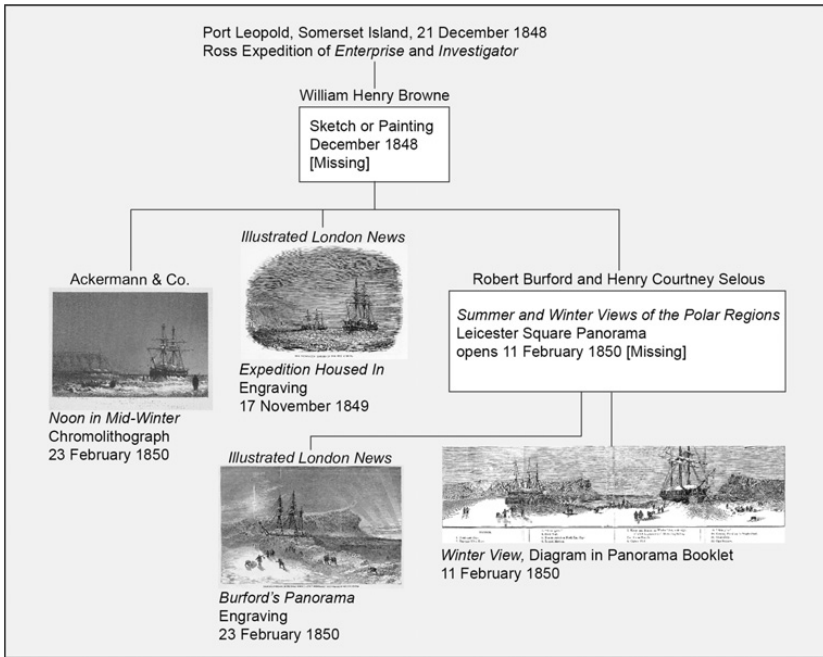 Port Leopold, Somerset Island, 21 December 1848
Ross Expedition of Enterprise and Investigator
William Henry Browne
Sketch or Painting
December 1848
[Missing]
Illustrated London News
Ackermann & Co.
Robert Burford and Henry Courtney Selous
Summer and Winter Views of the Polar Regions
Leicester Square Panorama
opens 11 February 1850 [Missing]
Expedition Housed In
Engraving
17 November 1849
Noon in Mid-Winter
Chromolithograph
23 February 1850
Illustrated London News
Winter View, Diagram in Panorama Booklet
11 February 1850
Burford's Panorama
Engraving
23 February 1850